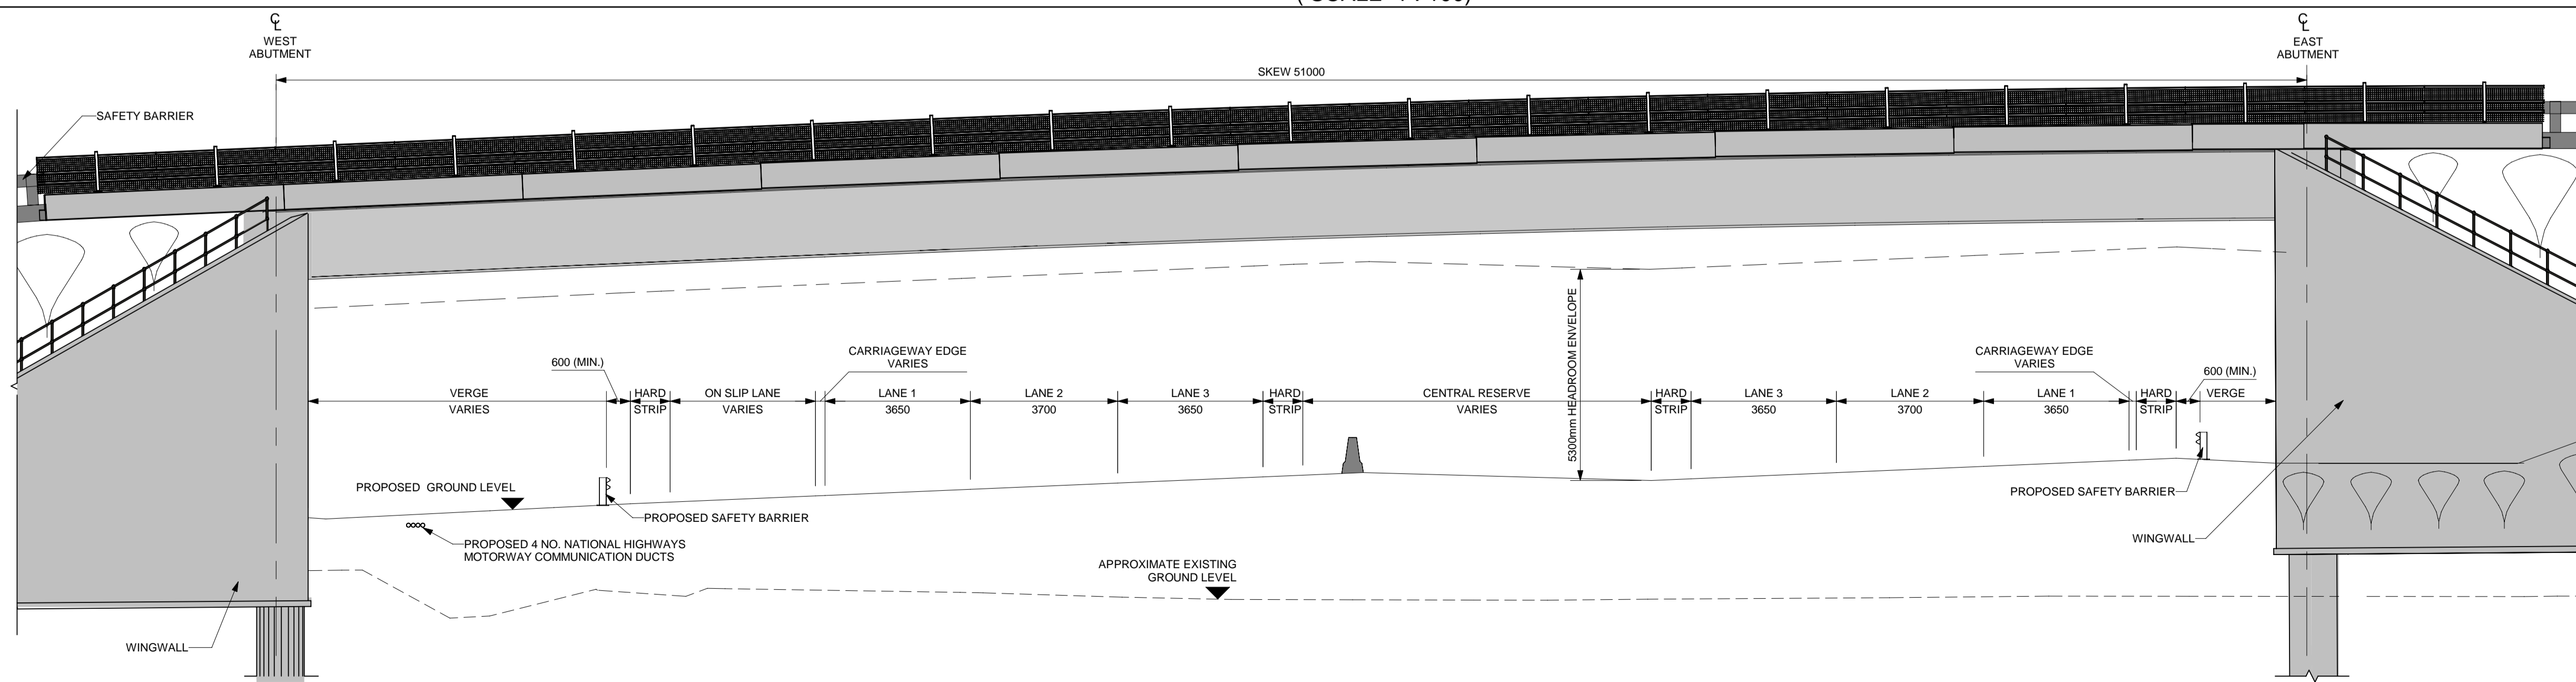 ℄
WEST
ABUTMENT
℄
EAST
ABUTMENT
SKEW 51000
SAFETY BARRIER
5300mm HEADROOM ENVELOPE
CARRIAGEWAY EDGE
VARIES
600 (MIN.)
CARRIAGEWAY EDGE
VARIES
600 (MIN.)
VERGE
VARIES
HARD
STRIP
ON SLIP LANE
VARIES
LANE 1
3650
LANE 2
3700
LANE 3
3650
HARD
STRIP
CENTRAL RESERVE
VARIES
HARD
STRIP
LANE 3
3650
LANE 2
3700
LANE 1
3650
HARD
STRIP
VERGE
PROPOSED GROUND LEVEL
PROPOSED SAFETY BARRIER
PROPOSED SAFETY BARRIER
PROPOSED 4 NO. NATIONAL HIGHWAYS
MOTORWAY COMMUNICATION DUCTS
WINGWALL
APPROXIMATE EXISTING
GROUND LEVEL
WINGWALL